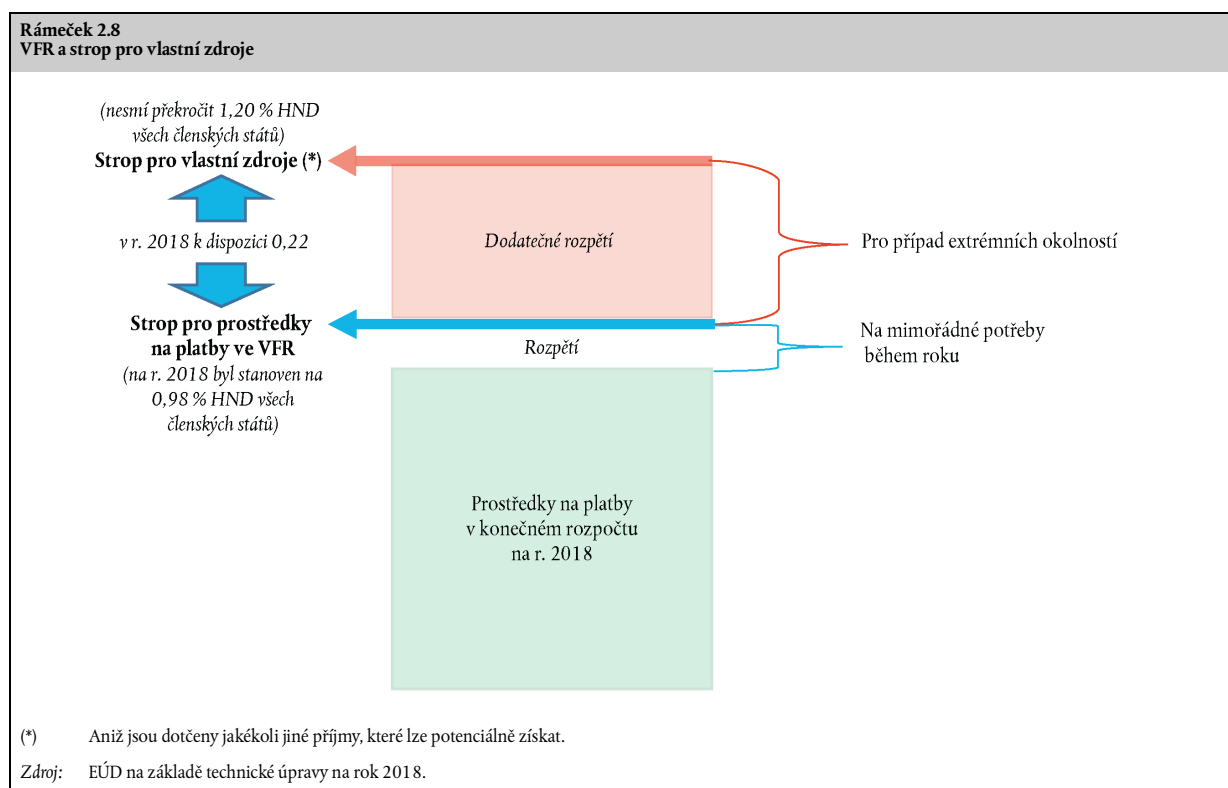 Rámeček 2.8
VFR a strop pro vlastní zdroje
(nesmí překročit 1,20 % HND
všech členských států)
Strop pro vlastní zdroje (*)
v r. 2018 k dispozici 0,22
Strop pro prostředky
na platby ve VFR
(na r. 2018 byl stanoven na
0,98 % HND všech
členských států)
Dodatečné rozpětí
Rozpětí
Prostředky na platby
v konečném rozpočtu
na r. 2018
Pro případ extrémních okolností
Na mimořádné potřeby
během roku
(*) Aniž jsou dotčeny jakékoli jiné příjmy, které lze potenciálně získat.
Zdroj: EÚD na základě technické úpravy na rok 2018.